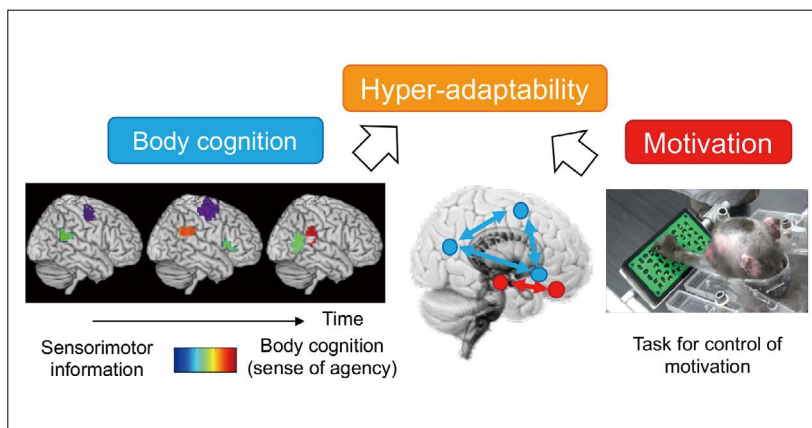 Hyper-adaptability
Body cognition
Motivation
Time
Sensorimotor
information
Body cognition
(sense of agency)
Task for control of
motivation